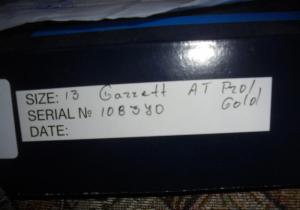 SIZE: 13 Garrett AT Pro/
Gold
SERIAL № 108340
DATE: